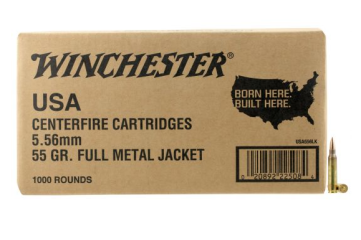 WINCHESTER
USA
CENTERFIRE CARTRIDGES
5.56mm
55 GR. FULL METAL JACKET
1000 ROUNDS
BORN HERE.
BUILT HERE.